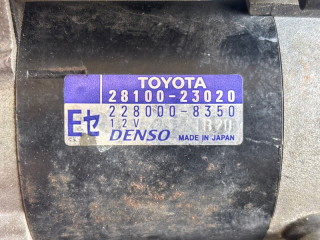 TOYOTA
28100-23020
Eセ 228000-8350
12V
DENSO MADE IN JAPAN